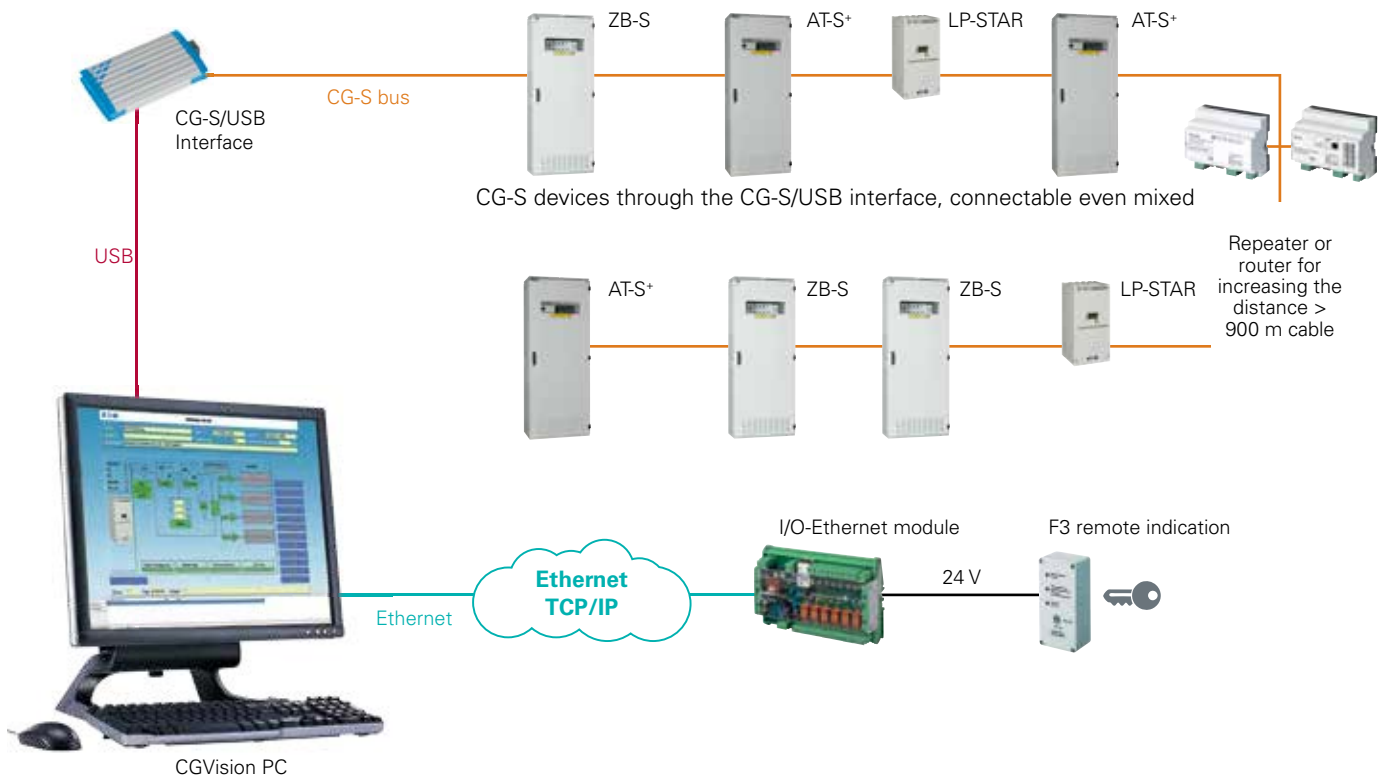 ZB-S
AT-S+
LP-STAR
AT-S+
CG-S bus
CG-S/USB
Interface
CG-S devices through the CG-S/USB interface, connectable even mixed
USB
Repeater or
router for
increasing the
distance >
900 m cable
AT-S+
ZB-S
ZB-S
LP-STAR
I/O-Ethernet module
F3 remote indication
24 V
Ethernet
TCP/IP
Ethernet
CGVision PC